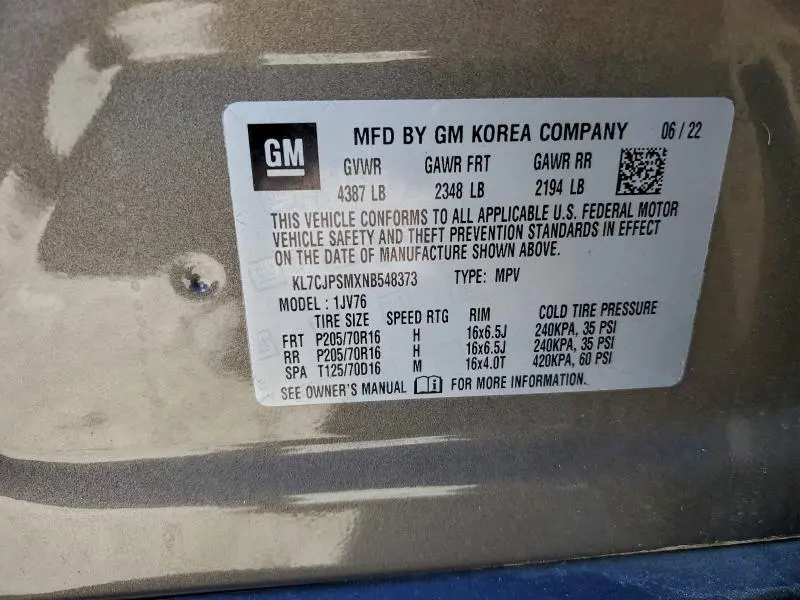 GM MFD BY GM KOREA COMPANY 06/22
GVWR GAWR FRT GAWR RR
4387 LB 2348 LB 2194 LB
THIS VEHICLE CONFORMS TO ALL APPLICABLE U.S. FEDERAL MOTOR
VEHICLE SAFETY AND THEFT PREVENTION STANDARDS IN EFFECT
ON THE DATE OF MANUFACTURE SHOWN ABOVE.
KL7CJPSMXNB548373 TYPE: MPV
MODEL: 1JV76
TIRE SIZE SPEED RTG RIM COLD TIRE PRESSURE
FRT P205/70R16 H 16x6.5J 240KPA, 35 PSI
RR P205/70R16 H 16x6.5J 240KPA, 35 PSI
SPA T125/70D16 M 16x4.0T 420KPA, 60 PSI
SEE OWNER'S MANUAL FOR MORE INFORMATION.